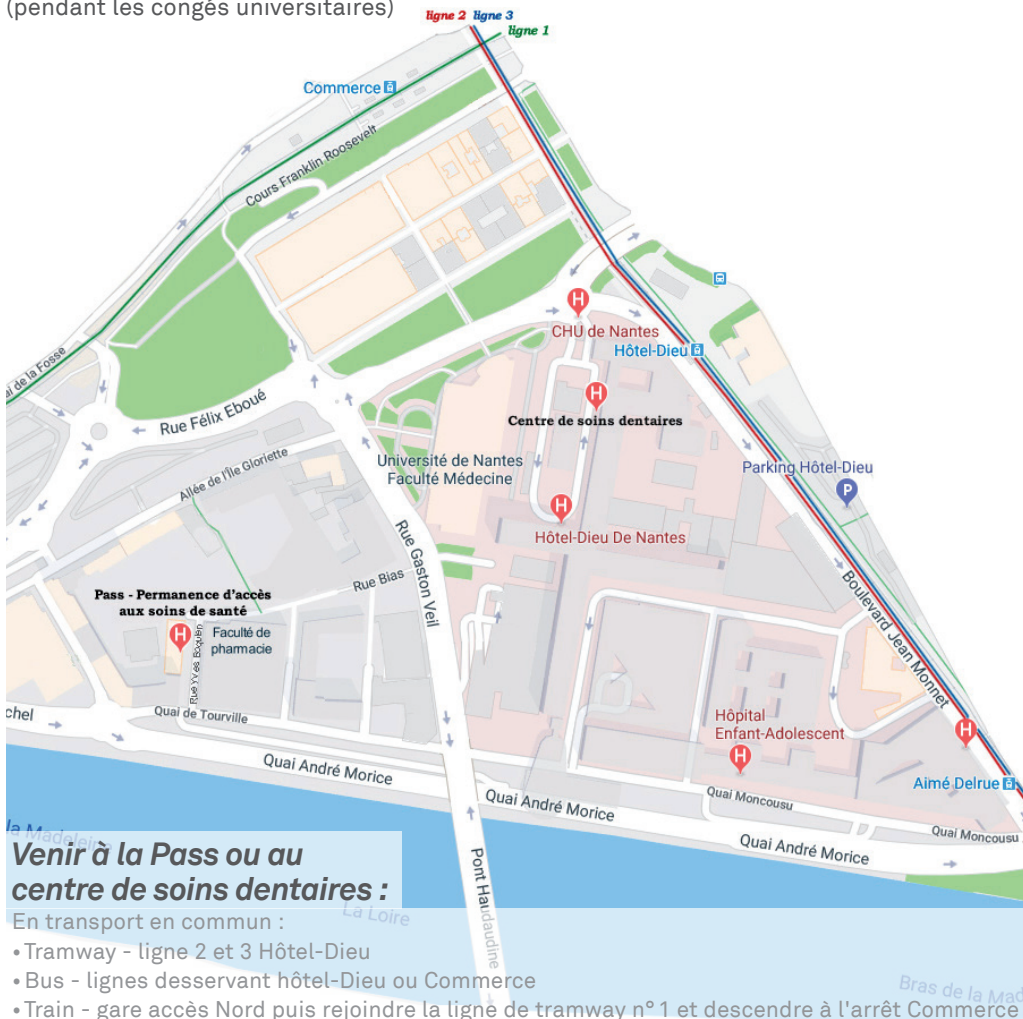 (pendant les congés universitaires)
ligne 2 ligne 3
ligne 1
Commerce
Cours Franklin Roosevelt
CHU de Nantes
Hôtel-Dieu
ai de la Fosse
Rue Félix Eboué
Centre de soins dentaires
Allée de l'Île Gloriette
Université de Nantes
Faculté Médecine
Parking Hôtel-Dieu
P
Hôtel-Dieu De Nantes
Rue Gaston Veil
Rue Bias
Boulevard Jean Monnet
Pass - Permanence d'accès
aux soins de santé
Faculté de
pharmacie
Rue Yves Bocquien
chel
Quai de Tourville
Hôpital
Enfant-Adolescent
Quai André Morice
Aimé Delrue
Quai Moncousu
Quai André Morice
Quai Moncousu
Quai André Morice
la Madeleine
Pont Haudaudine
Venir à la Pass ou au
centre de soins dentaires :
La Loire
En transport en commun :
• Tramway - ligne 2 et 3 Hôtel-Dieu
• Bus - lignes desservant hôtel-Dieu ou Commerce
Bras de la Mad
• Train - gare accès Nord puis rejoindre la ligne de tramway n° 1 et descendre à l'arrêt Commerce
H
H
H
H
H
H